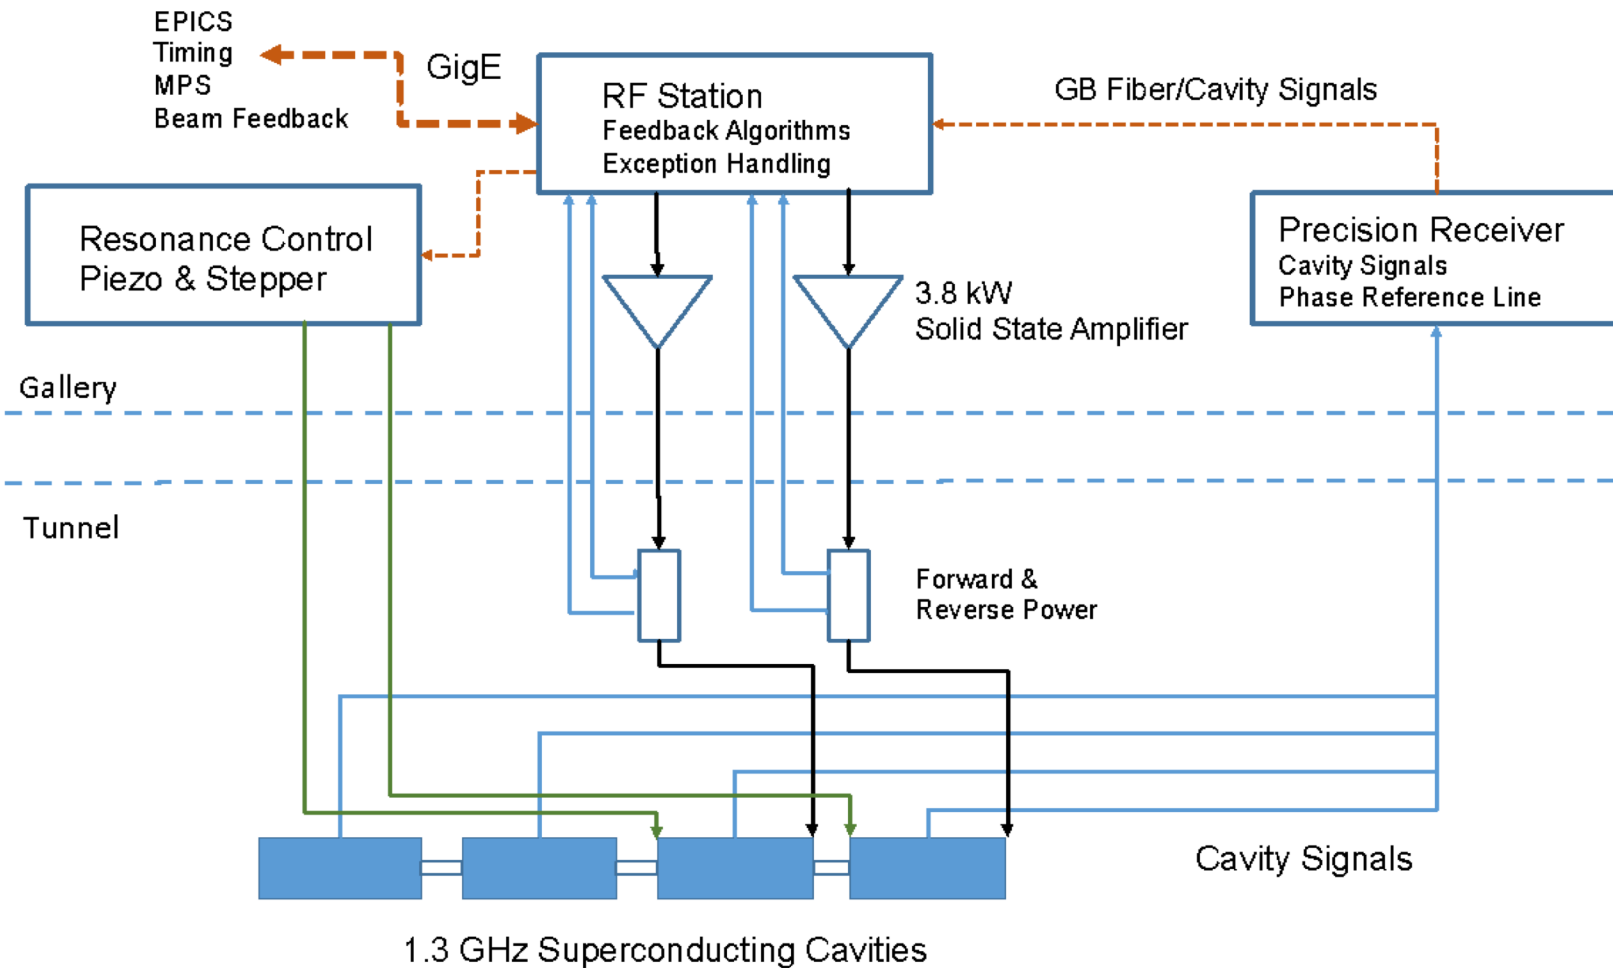 EPICS
Timing
MPS
Beam Feedback
GigE
RF Station
Feedback Algorithms
Exception Handling
GB Fiber/Cavity Signals
Resonance Control
Piezo & Stepper
Precision Receiver
Cavity Signals
Phase Reference Line
3.8 kW
Solid State Amplifier
Gallery
Tunnel
Forward &
Reverse Power
Cavity Signals
1.3 GHz Superconducting Cavities